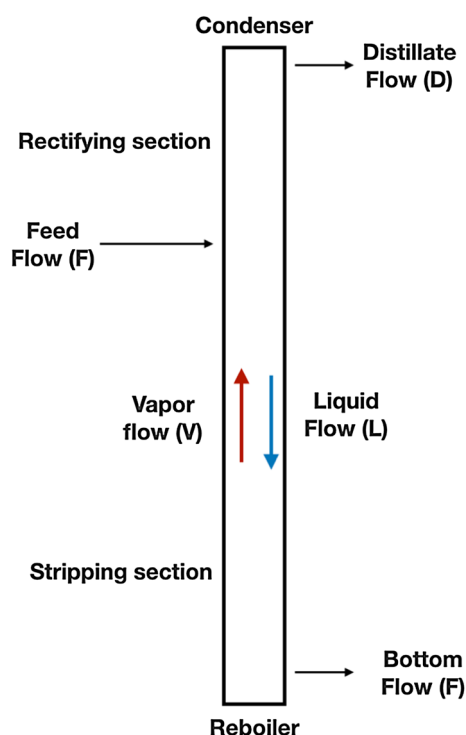 Condenser
Distillate
Flow (D)
Rectifying section
Feed
Flow (F)
Vapor
flow (V)
Liquid
Flow (L)
Stripping section
Bottom
Flow (F)
Reboiler